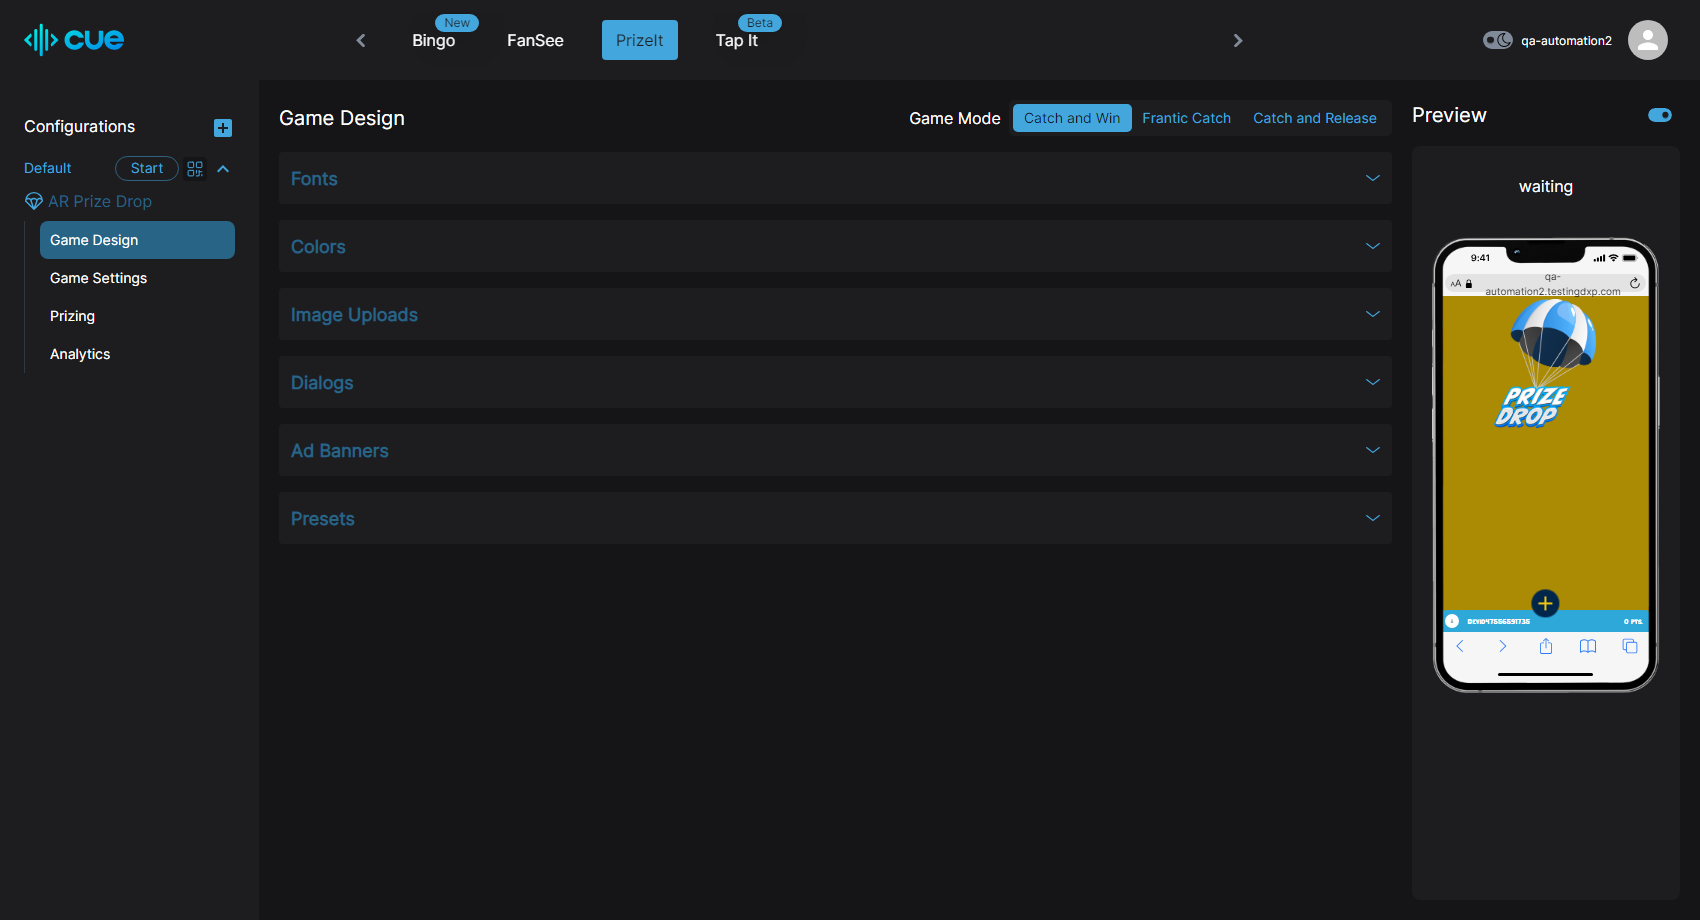 cue
New
Beta
Bingo
FanSee
PrizeIt
Tap It
qa-automation2
Configurations
Default
Start
AR Prize Drop
Game Design
Game Settings
Prizing
Analytics
Game Design
Game Mode
Catch and Win
Frantic Catch
Catch and Release
Fonts
Colors
Image Uploads
Dialogs
Ad Banners
Presets
Preview
waiting
9:41
AA
qa-
automation2.testingdxp.com
PRIZE
DROP
0 PTS.